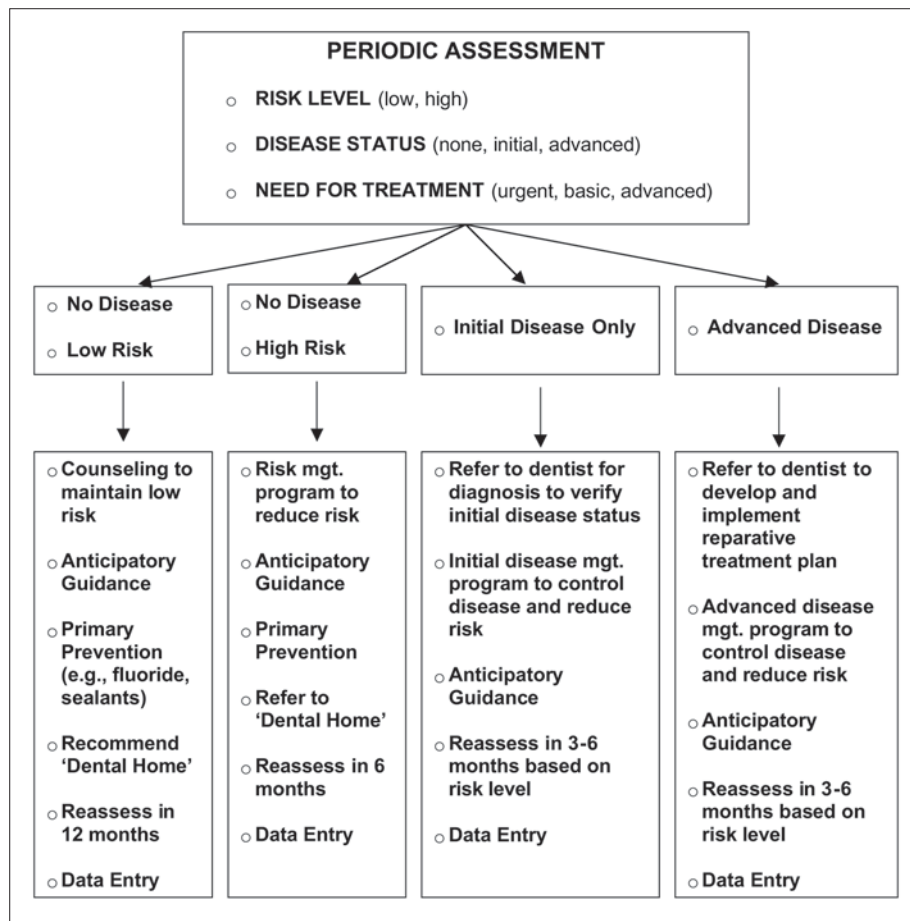 PERIODIC ASSESSMENT
○ RISK LEVEL (low, high)
○ DISEASE STATUS (none, initial, advanced)
○ NEED FOR TREATMENT (urgent, basic, advanced)
○ No Disease
○ Low Risk
○ No Disease
○ High Risk
○ Initial Disease Only
○ Advanced Disease
○ Counseling to
maintain low
risk
○ Anticipatory
Guidance
○ Primary
Prevention
(e.g., fluoride,
sealants)
○ Recommend
‘Dental Home’
○ Reassess in
12 months
○ Data Entry
○ Risk mgt.
program to
reduce risk
○ Anticipatory
Guidance
○ Primary
Prevention
○ Refer to
‘Dental Home’
○ Reassess in 6
months
○ Data Entry
○ Refer to dentist for
diagnosis to verify
initial disease status
○ Initial disease mgt.
program to control
disease and reduce
risk
○ Anticipatory
Guidance
○ Reassess in 3-6
months based on
risk level
○ Data Entry
○ Refer to dentist to
develop and
implement
reparative
treatment plan
○ Advanced disease
mgt. program to
control disease
and reduce risk
○ Anticipatory
Guidance
○ Reassess in 3-6
months based on
risk level
○ Data Entry